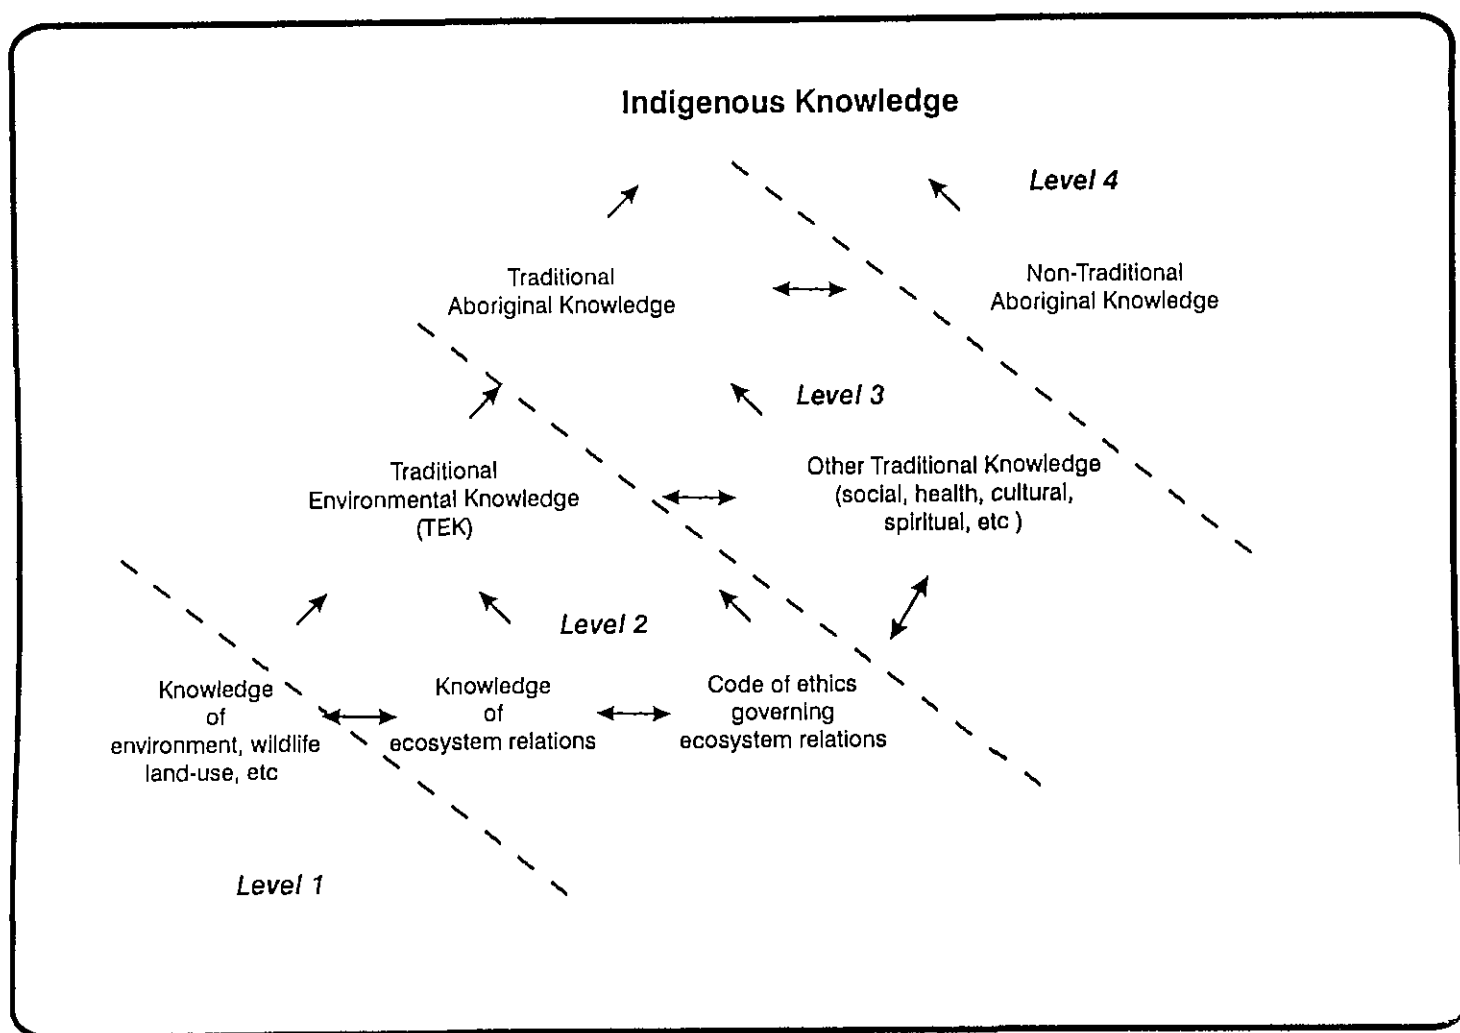 Indigenous Knowledge
Level 4
Traditional
Aboriginal Knowledge
Non-Traditional
Aboriginal Knowledge
Level 3
Traditional
Environmental Knowledge
(TEK)
Other Traditional Knowledge
(social, health, cultural,
spiritual, etc )
Level 2
Knowledge
of
environment, wildlife
land-use, etc
Knowledge
of
ecosystem relations
Code of ethics
governing
ecosystem relations
Level 1